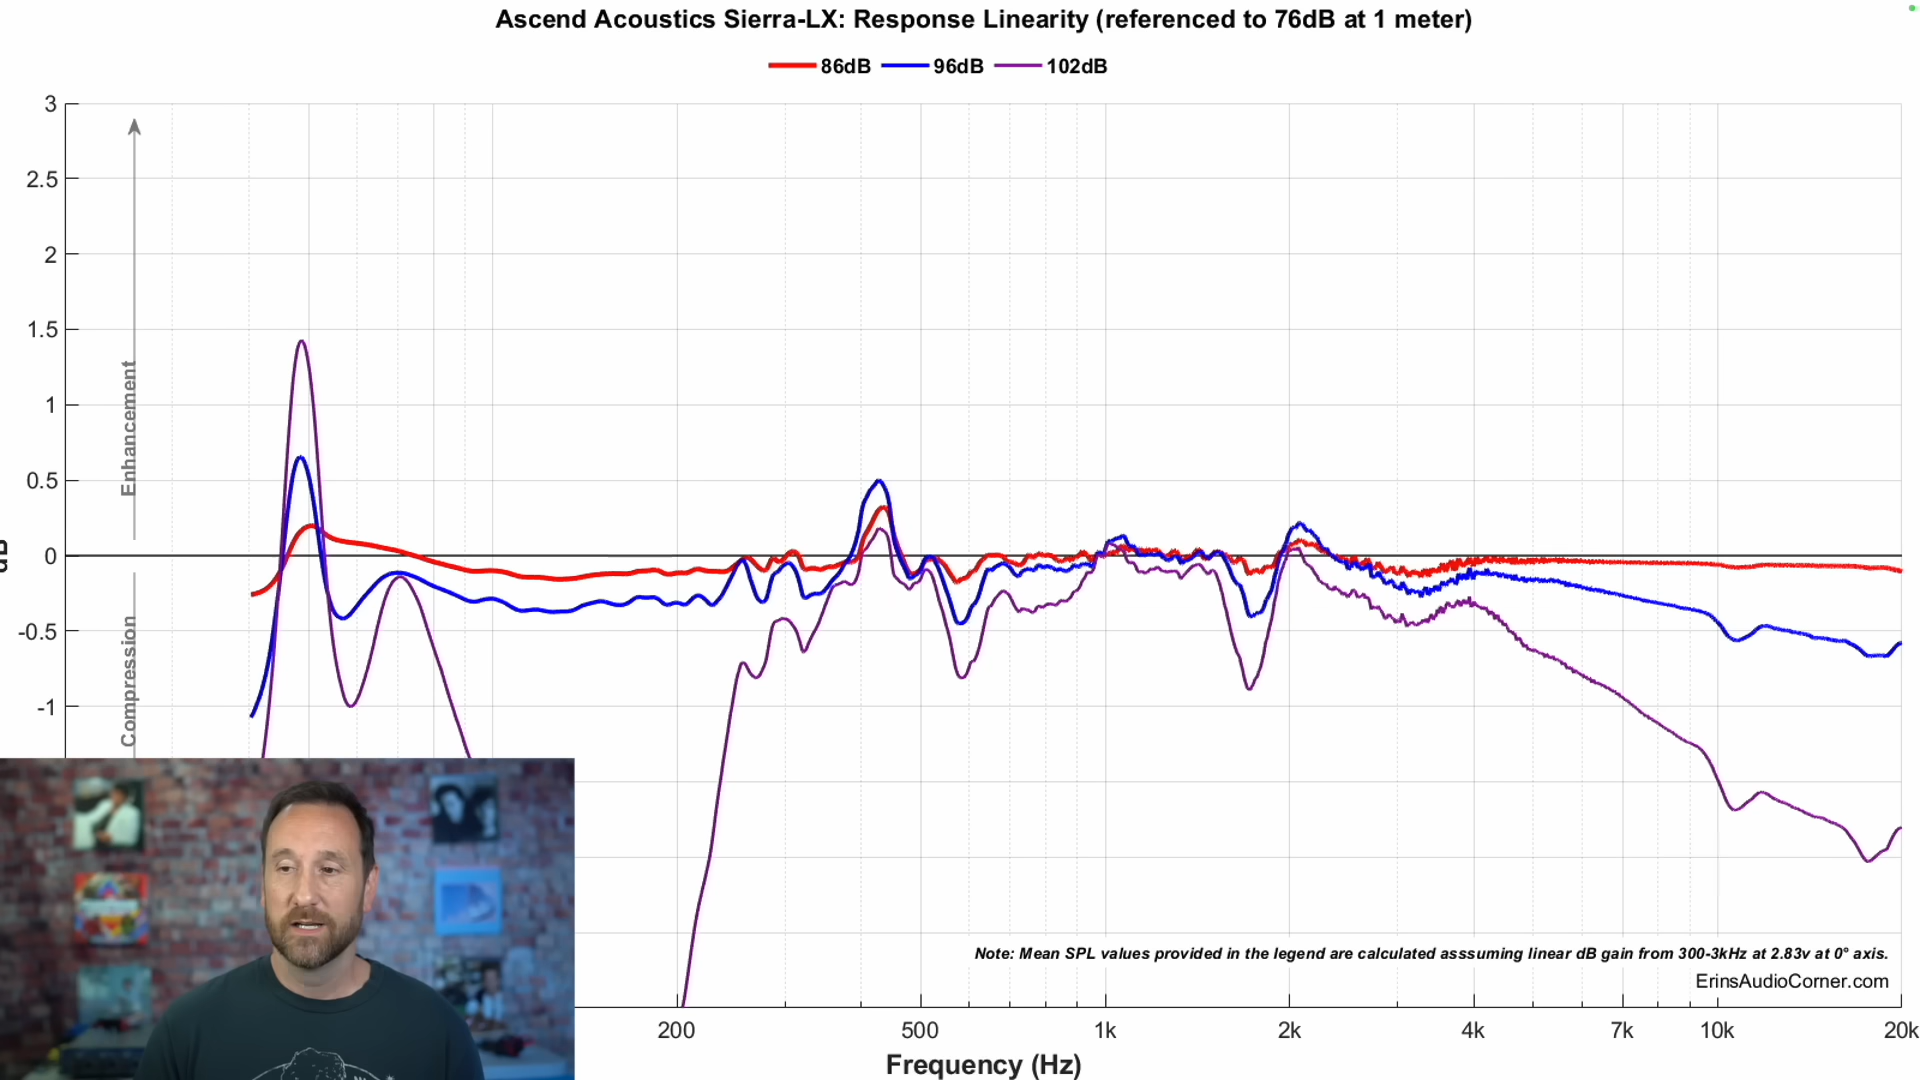 Ascend Acoustics Sierra-LX: Response Linearity (referenced to 76dB at 1 meter)
86dB 96dB 102dB
3
2.5
2
1.5
1
0.5
0
-0.5
-1
dB
Enhancement
Compression
Note: Mean SPL values provided in the legend are calculated asssuming linear dB gain from 300-3kHz at 2.83v at 0° axis.
ErinsAudioCorner.com
200 500 1k 2k 4k 7k 10k 20k
Frequency (Hz)